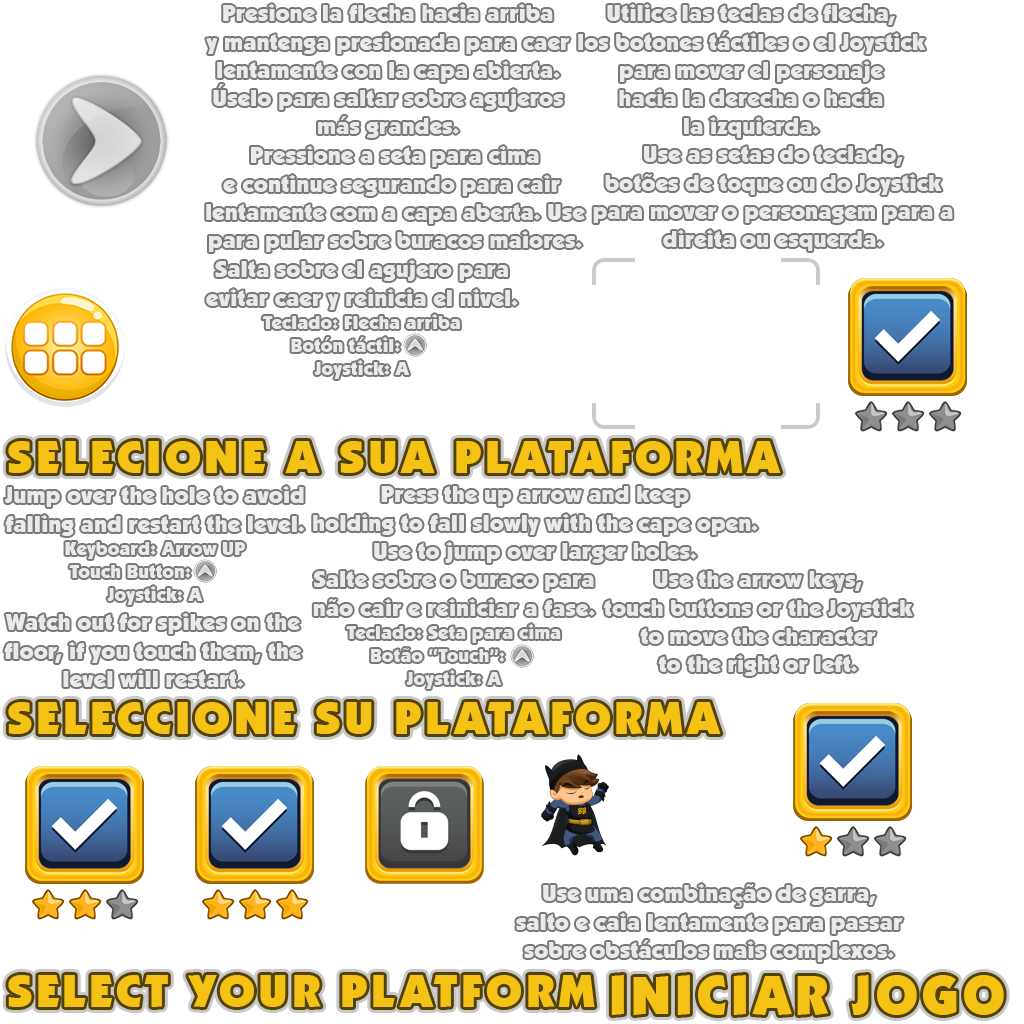 Presione la flecha hacia arriba
y mantenga presionada para caer
lentamente con la capa abierta.
Úselo para saltar sobre agujeros
más grandes.
Utilice las teclas de flecha,
los botones táctiles o el Joystick
para mover el personaje
hacia la derecha o hacia
la izquierda.
Pressione a seta para cima
e continue segurando para cair
lentamente com a capa aberta. Use
para pular sobre buracos maiores.
Use as setas do teclado,
botões de toque ou do Joystick
para mover o personagem para a
direita ou esquerda.
Salta sobre el agujero para
evitar caer y reinicia el nivel.
Teclado: Flecha arriba
Botón táctil:
Joystick: A
SELECIONE A SUA PLATAFORMA
Jump over the hole to avoid
falling and restart the level.
Keyboard: Arrow UP
Touch Button:
Joystick: A
Press the up arrow and keep
holding to fall slowly with the cape open.
Use to jump over larger holes.
Salte sobre o buraco para
não cair e reiniciar a fase.
Teclado: Seta para cima
Botão "Touch":
Joystick: A
Use the arrow keys,
touch buttons or the Joystick
to move the character
to the right or left.
Watch out for spikes on the
floor, if you touch them, the
level will restart.
SELECCIONE SU PLATAFORMA
Use uma combinação de garra,
salto e caia lentamente para passar
sobre obstáculos mais complexos.
SELECT YOUR PLATFORM
INICIAR JOGO